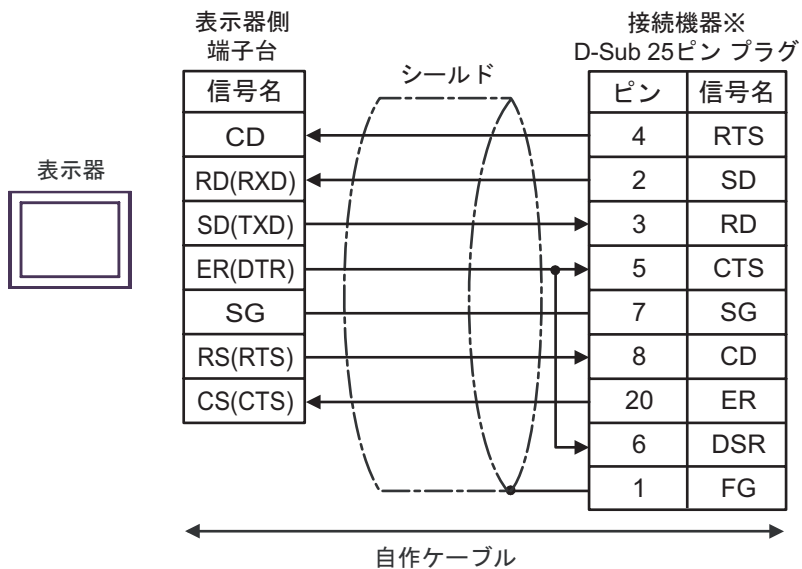 表示器側
端子台
接続機器※
D-Sub 25ピン プラグ
シールド
表示器
信号名
CD
RD(RXD)
SD(TXD)
ER(DTR)
SG
RS(RTS)
CS(CTS)
ピン 信号名
4 RTS
2 SD
3 RD
5 CTS
7 SG
8 CD
20 ER
6 DSR
1 FG
自作ケーブル